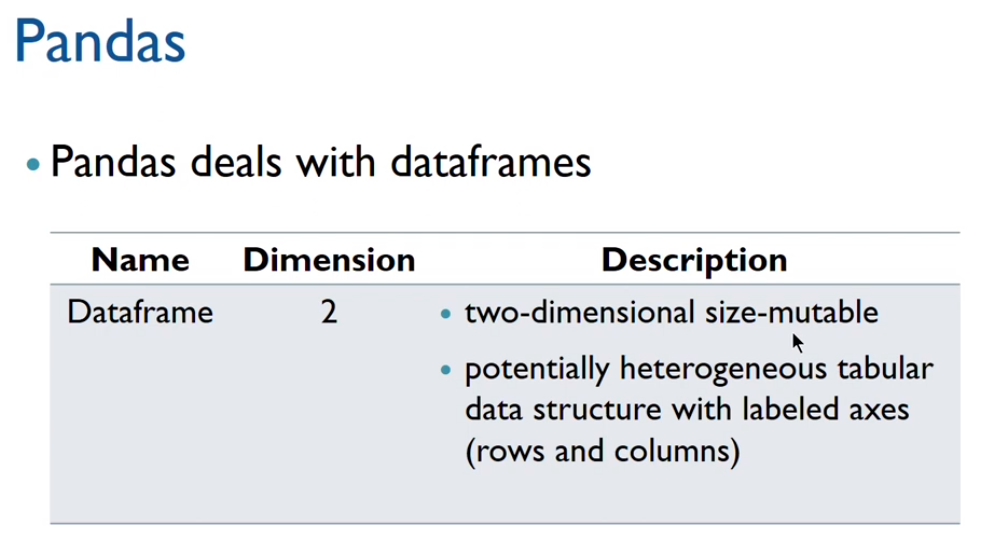 Pandas
• Pandas deals with dataframes
Name Dimension Description
Dataframe 2 • two-dimensional size-mutable
• potentially heterogeneous tabular
data structure with labeled axes
(rows and columns)